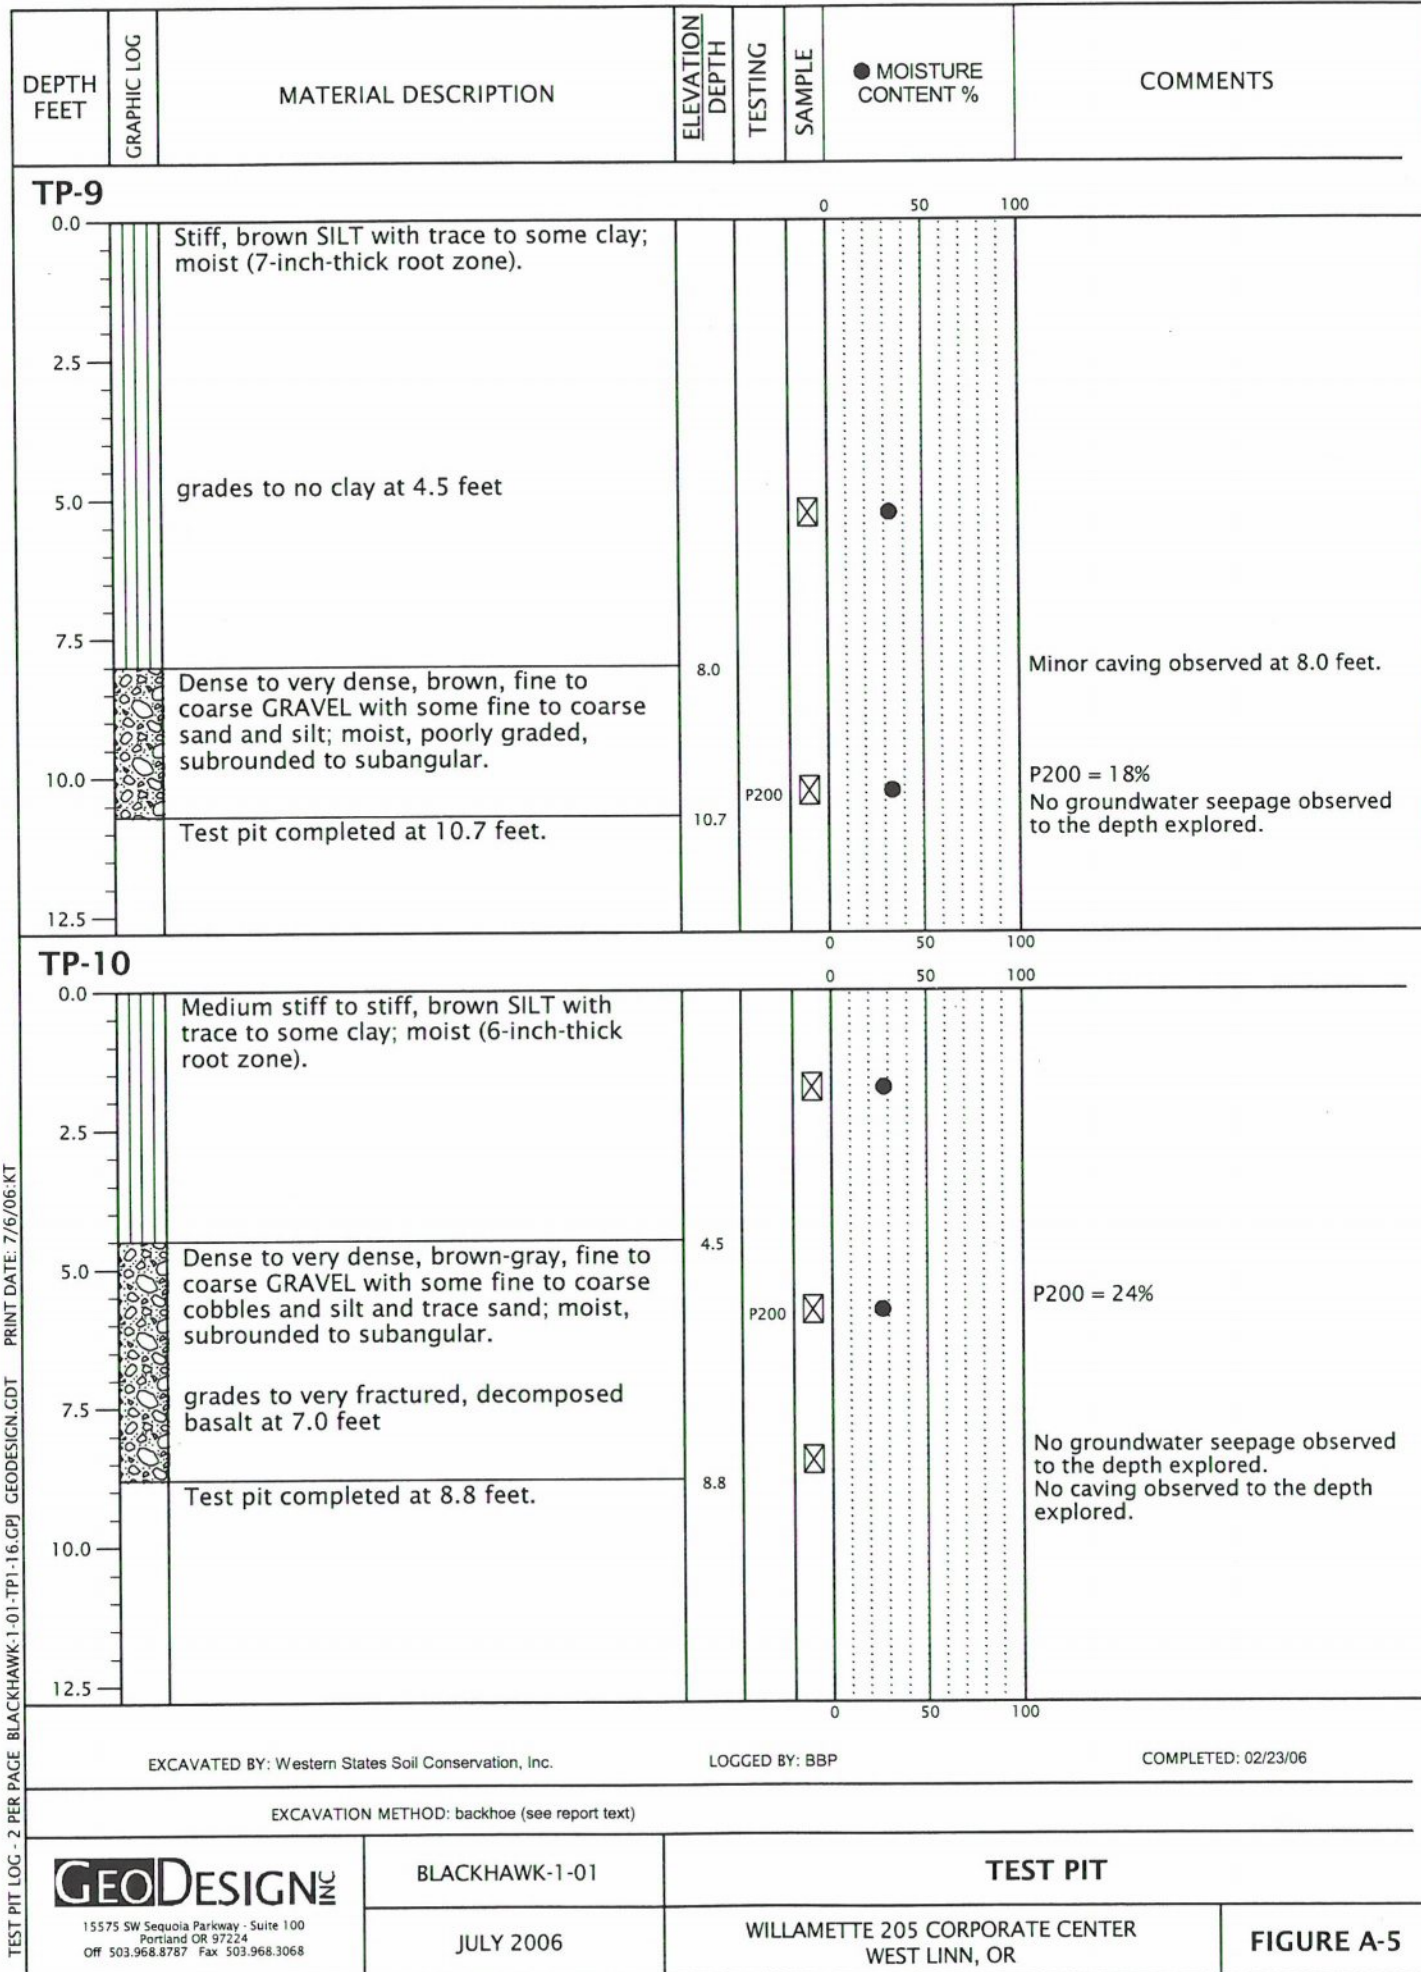 DEPTH
FEET
GRAPHIC LOG
MATERIAL DESCRIPTION
ELEVATION
DEPTH
TESTING
SAMPLE
● MOISTURE
CONTENT %
COMMENTS
TP-9
0 50 100
0.0
Stiff, brown SILT with trace to some clay;
moist (7-inch-thick root zone).
2.5
grades to no clay at 4.5 feet
5.0
7.5
8.0
Minor caving observed at 8.0 feet.
Dense to very dense, brown, fine to
coarse GRAVEL with some fine to coarse
sand and silt; moist, poorly graded,
subrounded to subangular.
10.0
P200
P200 = 18%
No groundwater seepage observed
to the depth explored.
10.7
Test pit completed at 10.7 feet.
12.5
0 50 100
TP-10
0 50 100
0.0
Medium stiff to stiff, brown SILT with
trace to some clay; moist (6-inch-thick
root zone).
2.5
4.5
Dense to very dense, brown-gray, fine to
coarse GRAVEL with some fine to coarse
cobbles and silt and trace sand; moist,
subrounded to subangular.
5.0
P200
P200 = 24%
grades to very fractured, decomposed
basalt at 7.0 feet
7.5
No groundwater seepage observed
to the depth explored.
No caving observed to the depth
explored.
8.8
Test pit completed at 8.8 feet.
10.0
12.5
0 50 100
EXCAVATED BY: Western States Soil Conservation, Inc.
LOGGED BY: BBP
COMPLETED: 02/23/06
EXCAVATION METHOD: backhoe (see report text)
GEODESIGN INC
15575 SW Sequoia Parkway - Suite 100
Portland OR 97224
Off 503.968.8787 Fax 503.968.3068
BLACKHAWK-1-01
JULY 2006
TEST PIT
WILLAMETTE 205 CORPORATE CENTER
WEST LINN, OR
FIGURE A-5
TEST PIT LOG - 2 PER PAGE BLACKHAWK-1-01-TP1-16.GPJ GEODESIGN.GDT PRINT DATE: 7/6/06:KT